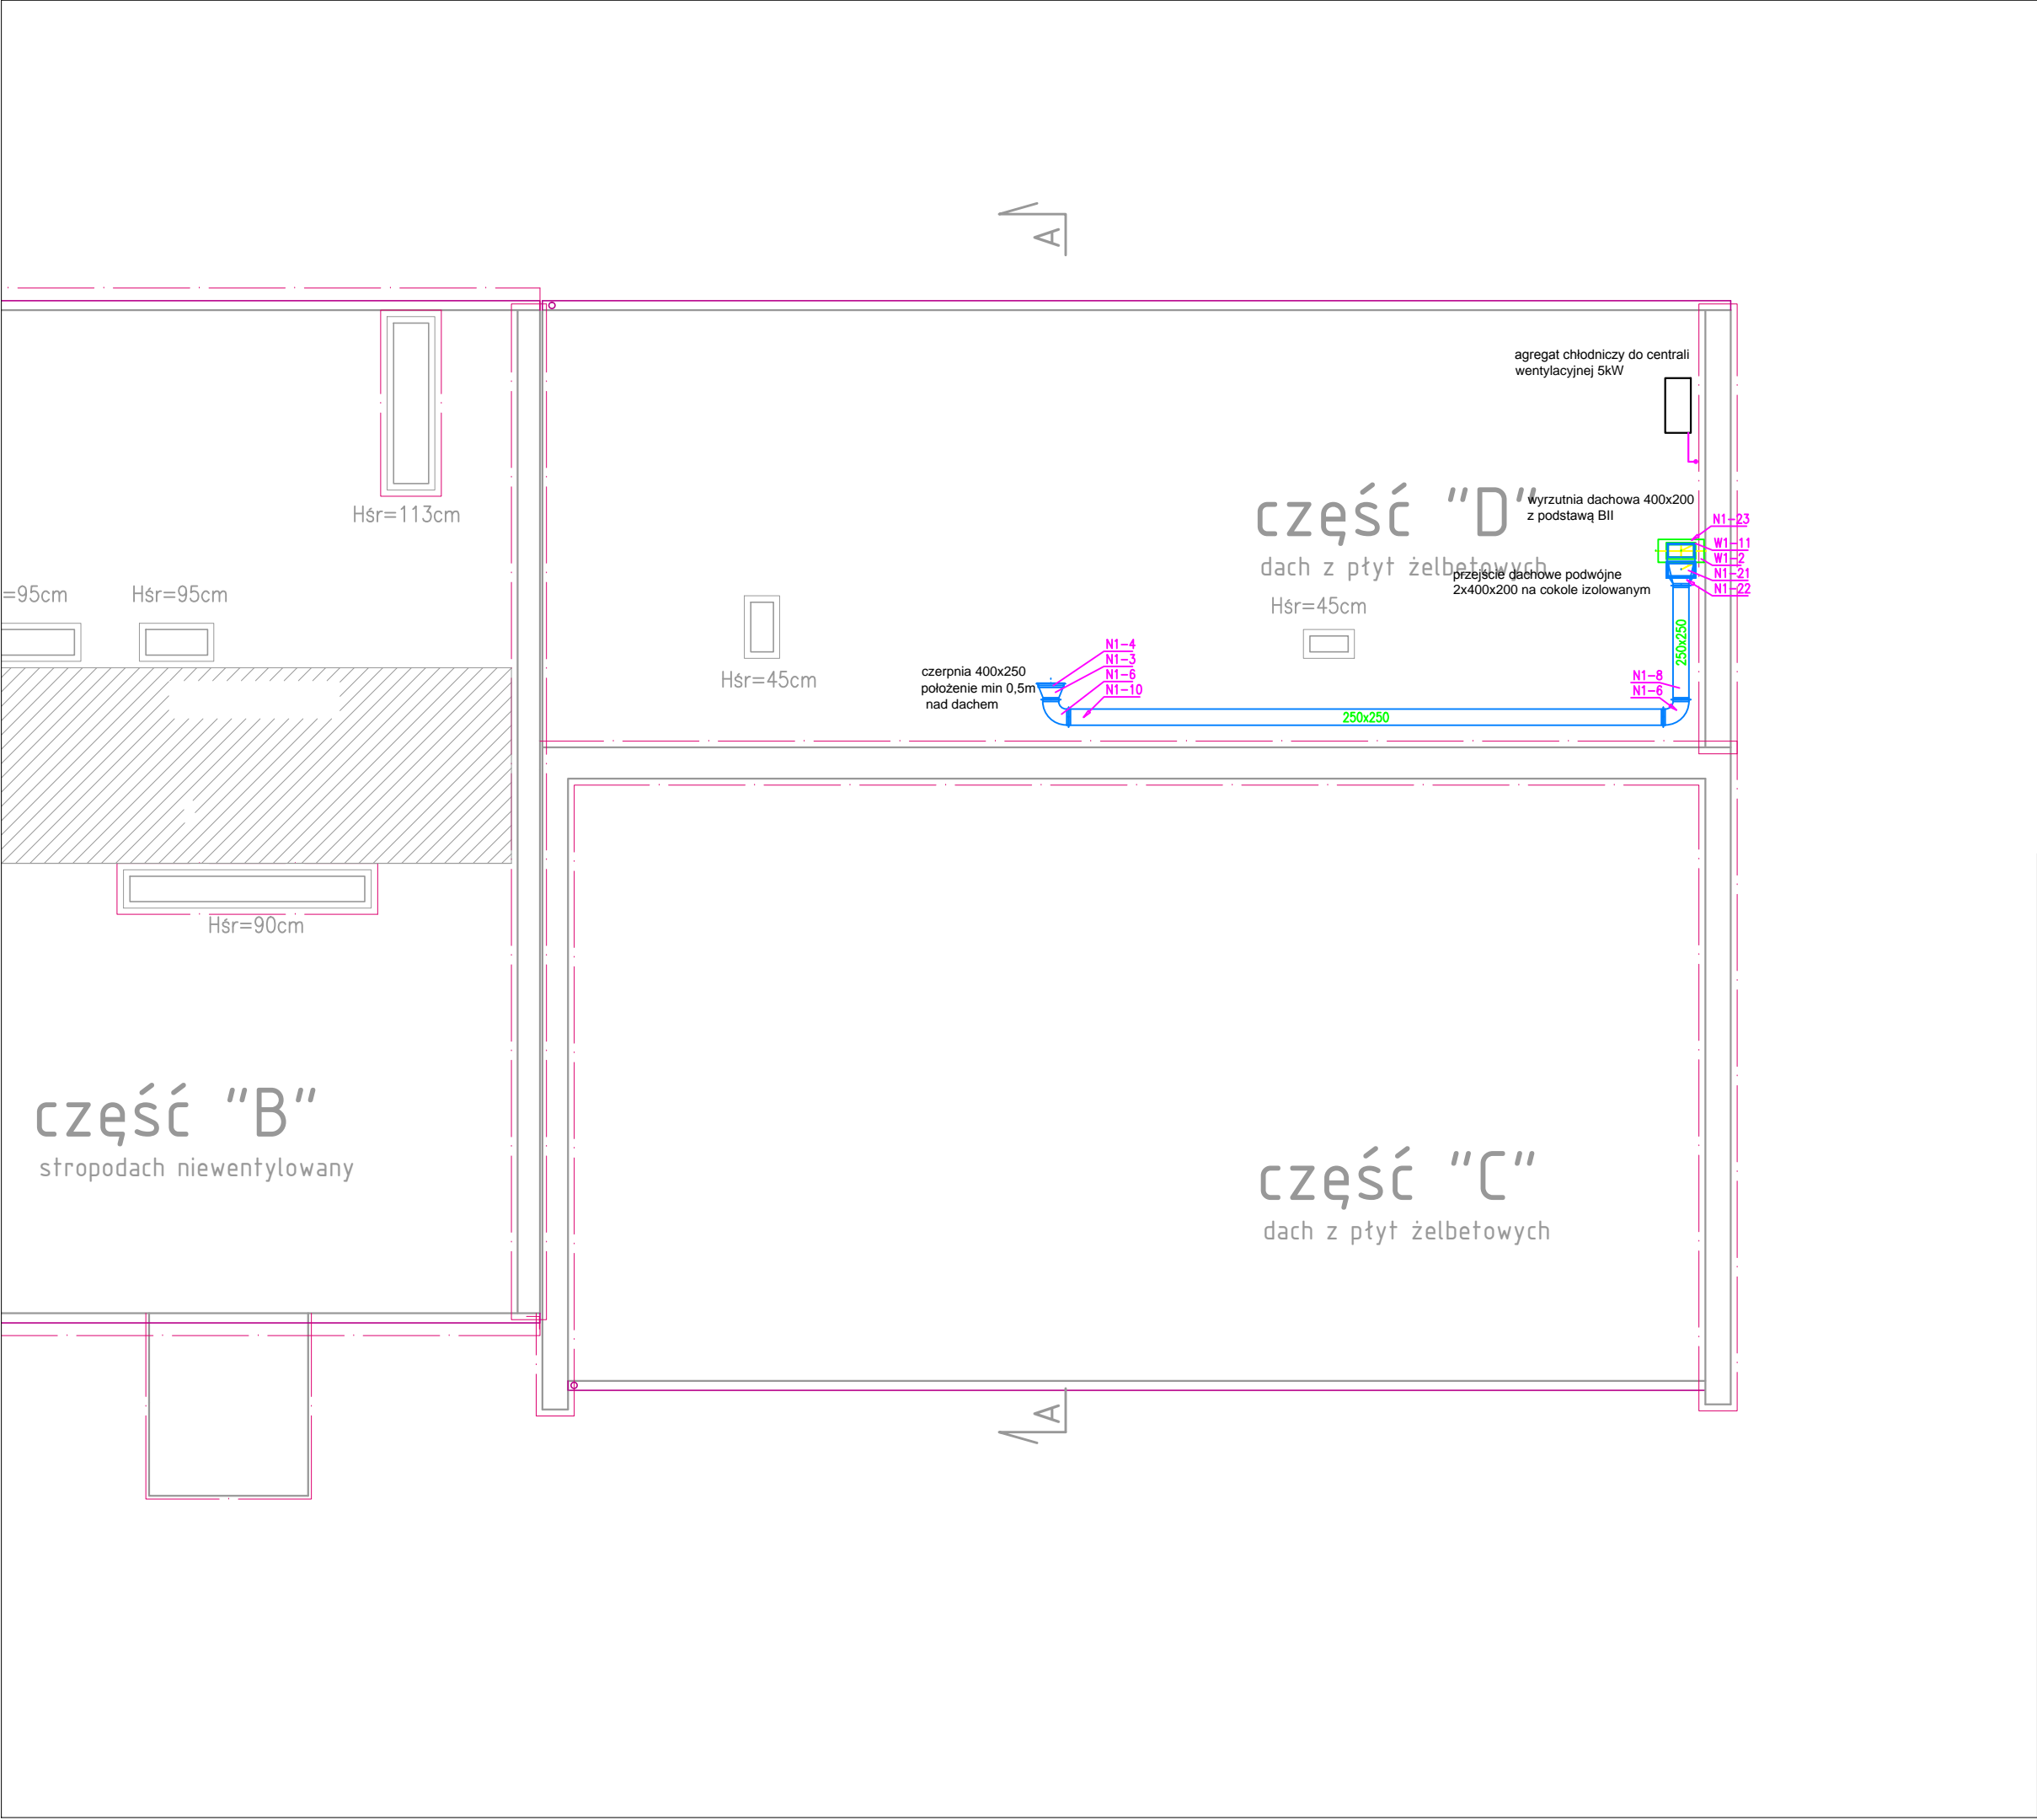 A
agregat chłodniczy do centrali
wentylacyjnej 5kW
część "D"
dach z płyt żelbetowych
wyrzutnia dachowa 400x200
z podstawą BII
N1-23
W1-11
W1-2
N1-21
N1-22
przejście dachowe podwójne
2x400x200 na cokole izolowanym
Hśr=113cm
=95cm
Hśr=95cm
Hśr=45cm
Hśr=45cm
250x250
N1-4
N1-3
N1-6
N1-10
czerpnia 400x250
położenie min 0,5m
nad dachem
N1-8
N1-6
250x250
Hśr=90cm
część "B"
stropodach niewentylowany
część "C"
dach z płyt żelbetowych
A